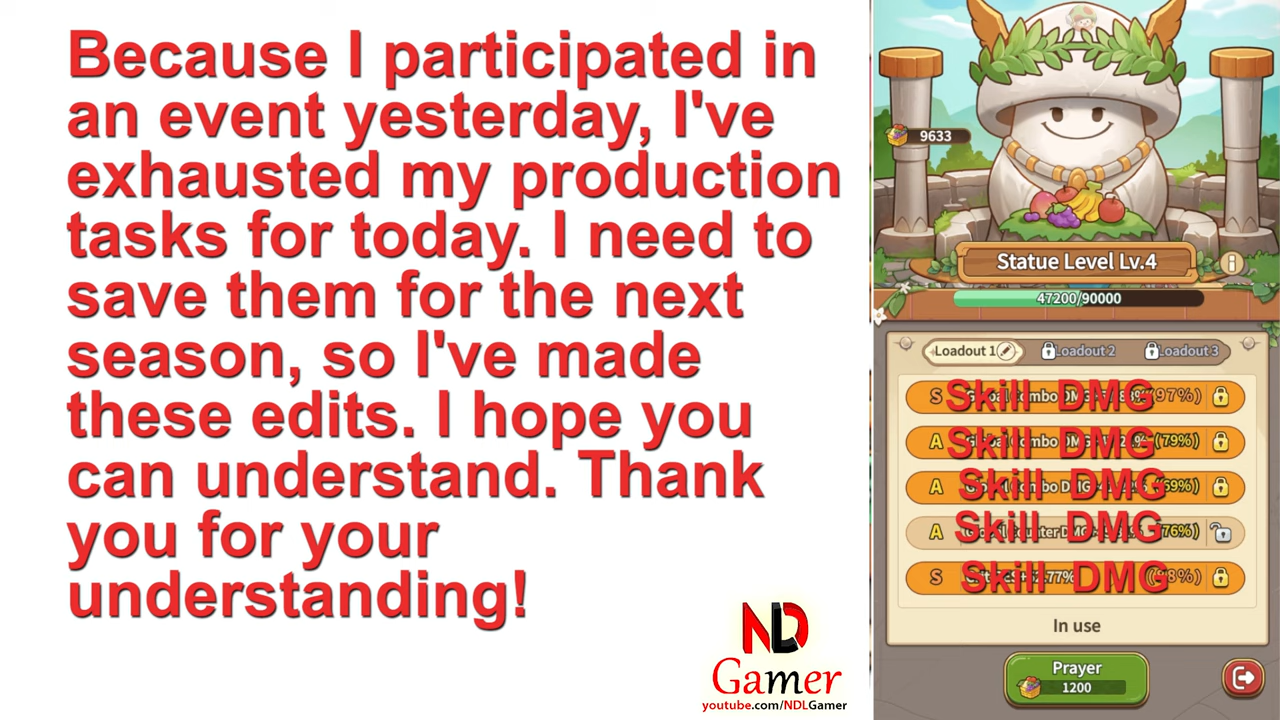 Because I participated in
an event yesterday, I've
exhausted my production
tasks for today. I need to
save them for the next
season, so I've made
these edits. I hope you
can understand. Thank
you for your
understanding!
ND
Gamer
youtube.com/NDLGamer
9633
Statue Level Lv.4
i
47200/90000
Loadout 1 Loadout 2 Loadout 3
S Skill DMG (97%)
A Skill DMG (79%)
A Skill DMG
A Skill DMG
S Skill DMG
In use
Prayer
1200